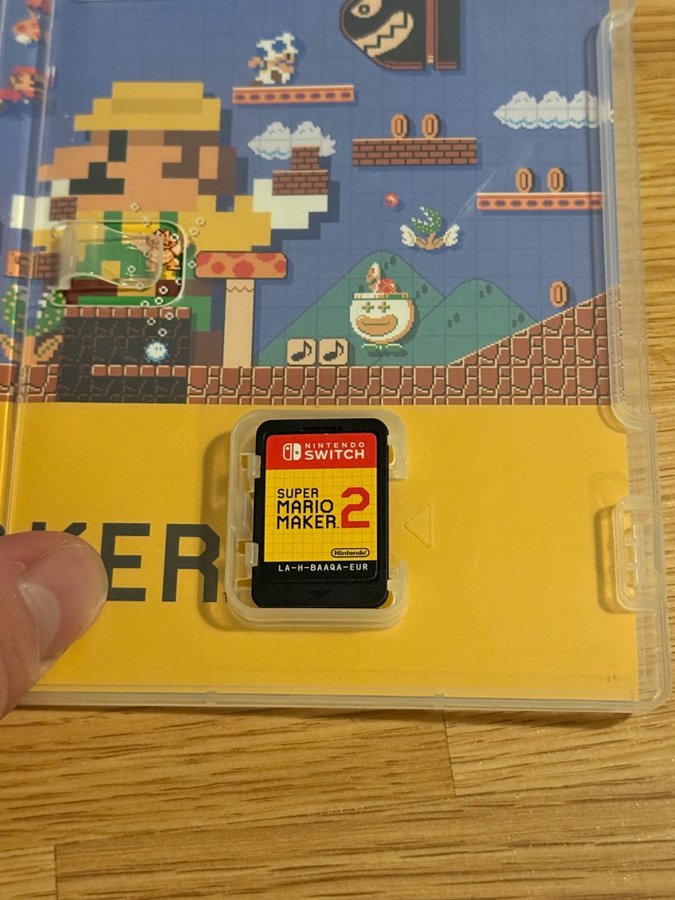 NINTENDO
SWITCH
SUPER
MARIO
MAKER 2
Nintendo
LA-H-BAAQA-EUR
KER